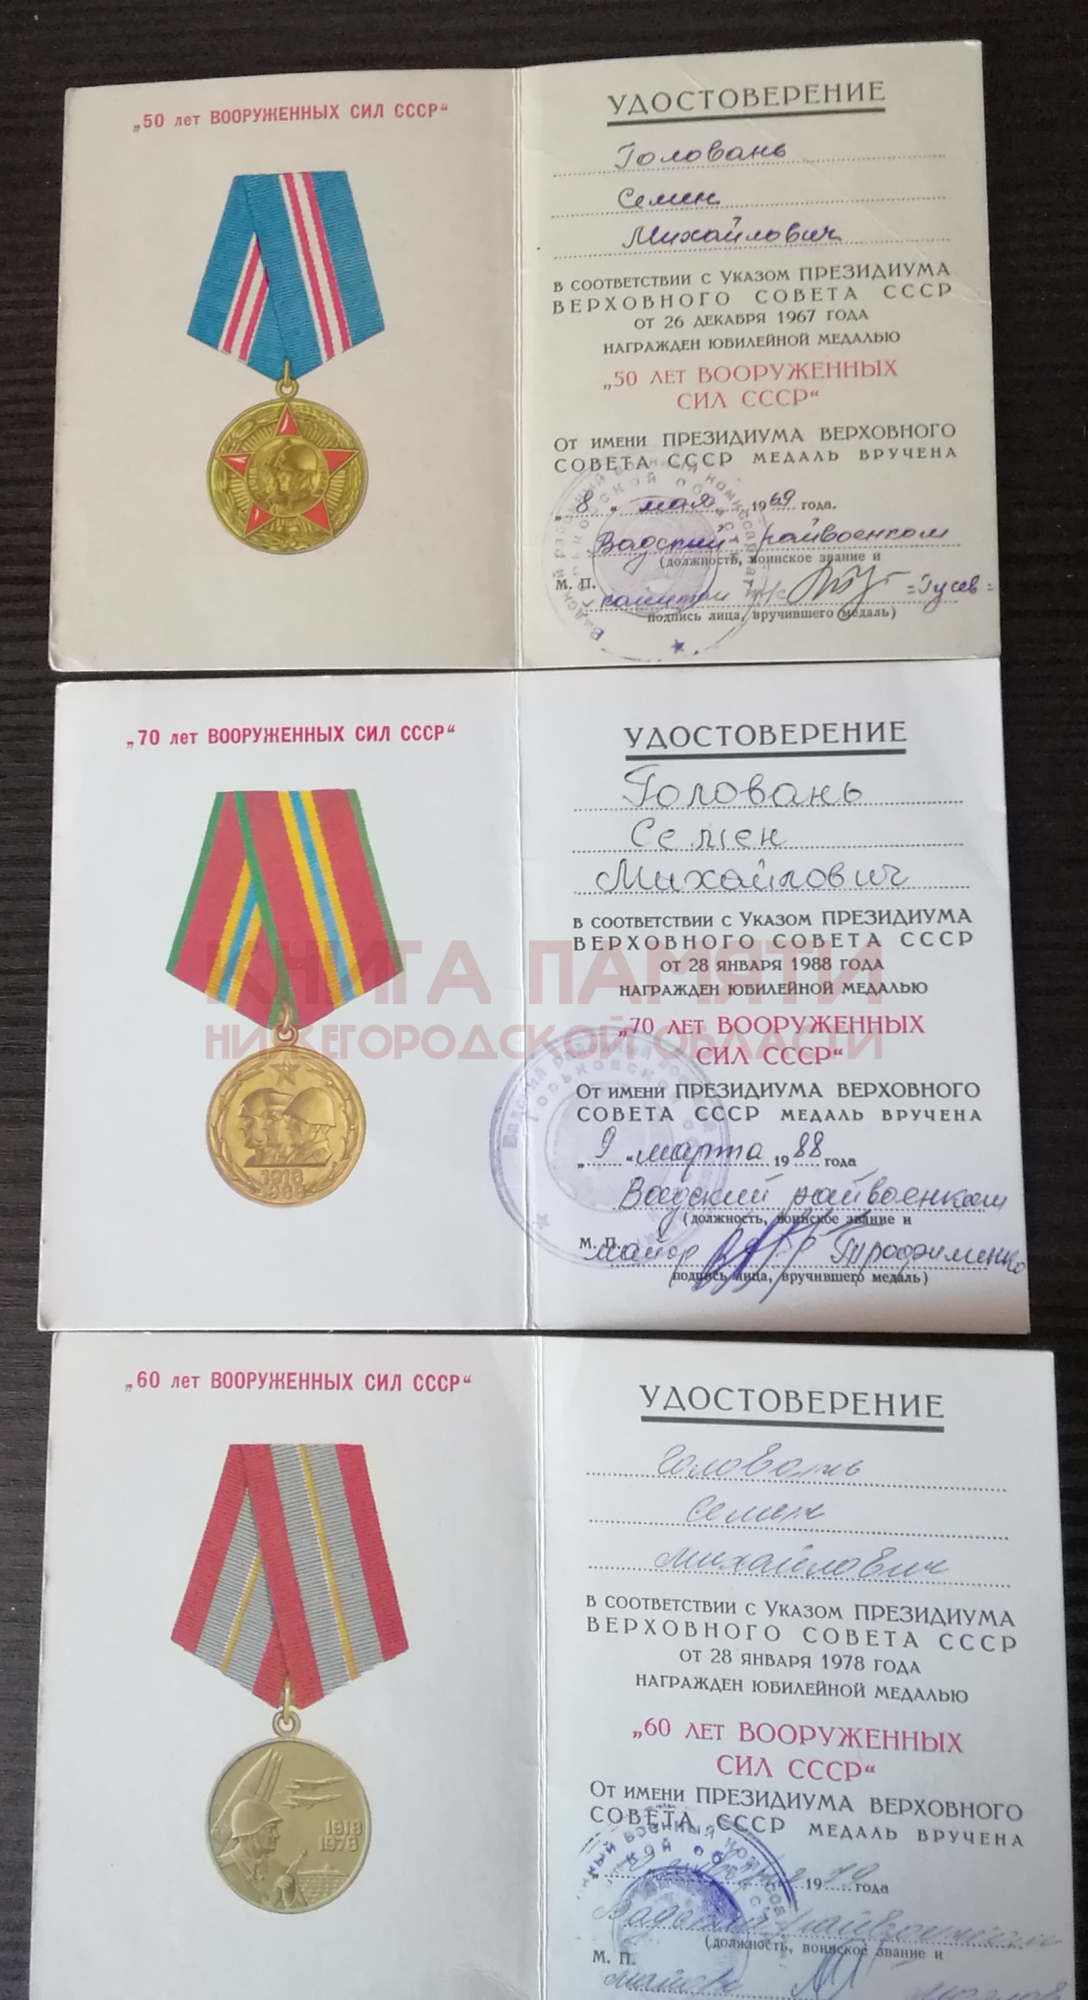 „50 лет ВООРУЖЕННЫХ СИЛ СССР“
УДОСТОВЕРЕНИЕ
Головань
Семен
Михайлович
в соответствии с Указом ПРЕЗИДИУМА
ВЕРХОВНОГО СОВЕТА СССР
от 26 декабря 1967 года
награжден юбилейной медалью
„50 лет ВООРУЖЕННЫХ
СИЛ СССР“
От имени ПРЕЗИДИУМА ВЕРХОВНОГО
СОВЕТА СССР медаль вручена
„8“ мая 1969 года.
Вадский райвоенком
(должность, воинское звание и
М. П.
капитан =Гусев=
подпись лица, вручившего медаль)
„70 лет ВООРУЖЕННЫХ СИЛ СССР“
1918
1988
УДОСТОВЕРЕНИЕ
Головань
Семен
Михайлович
в соответствии с Указом ПРЕЗИДИУМА
ВЕРХОВНОГО СОВЕТА СССР
от 28 января 1988 года
награжден юбилейной медалью
„70 лет ВООРУЖЕННЫХ
СИЛ СССР“
От имени ПРЕЗИДИУМА ВЕРХОВНОГО
СОВЕТА СССР медаль вручена
„9“ марта 1988 года
Вадский райвоенком
(должность, воинское звание и
М. П.
майор Трофименко
подпись лица, вручившего медаль)
КНИГА ПАМЯТИ
НИЖЕГОРОДСКОЙ ОБЛАСТИ
„60 лет ВООРУЖЕННЫХ СИЛ СССР“
1918
1978
УДОСТОВЕРЕНИЕ
Головань
Семен
Михайлович
в соответствии с Указом ПРЕЗИДИУМА
ВЕРХОВНОГО СОВЕТА СССР
от 28 января 1978 года
награжден юбилейной медалью
„60 лет ВООРУЖЕННЫХ
СИЛ СССР“
От имени ПРЕЗИДИУМА ВЕРХОВНОГО
СОВЕТА СССР медаль вручена
1979 года
Вадский райвоенком
(должность, воинское звание и
М. П.
майор